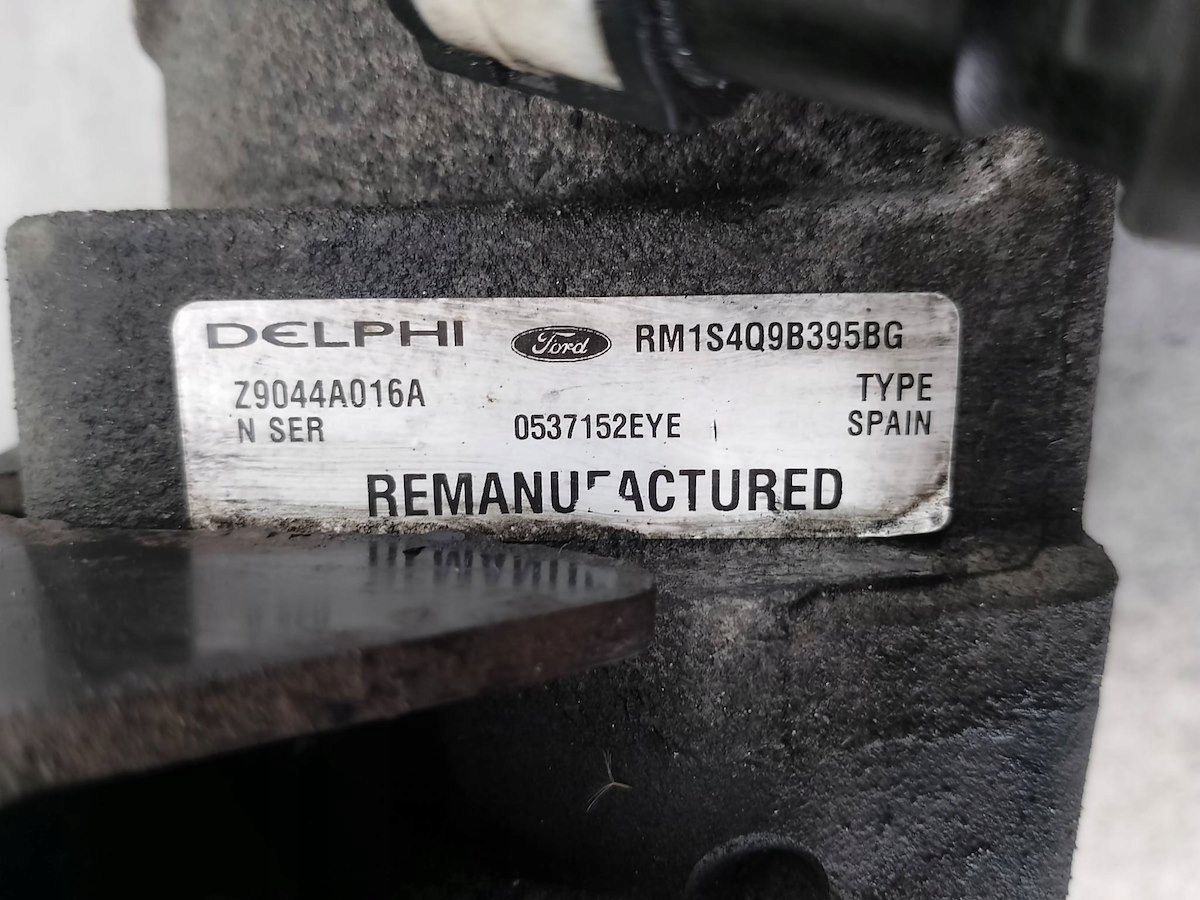 DELPHI Ford RM1S4Q9B395BG
Z9044A016A TYPE
N SER 0537152EYE SPAIN
REMANUFACTURED